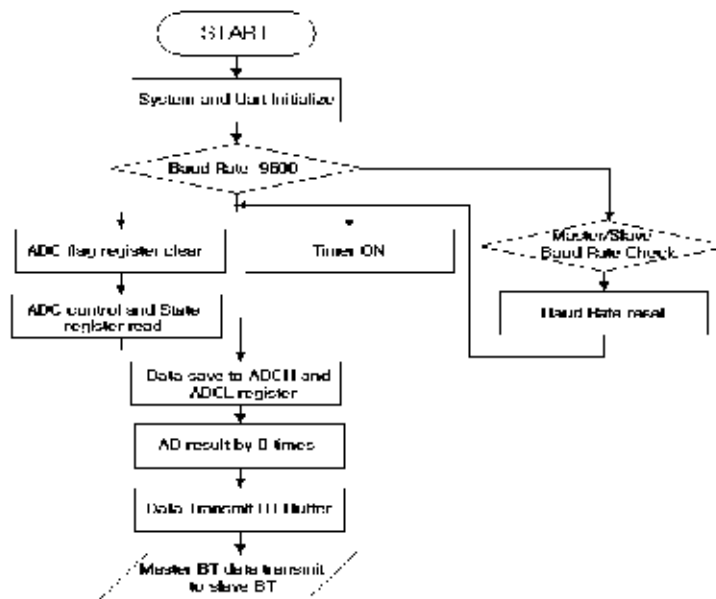 START
System and Uart Initialize
Baud Rate 9600
Master/Slave
Baud Rate Check
ADC flag register clear
Timer ON
ADC control and State
register read
Baud Rate reset
Data save to ADCH and
ADCL register
AD result by times
Data Transmit Buffer
Master BT data transmit
to slave BT